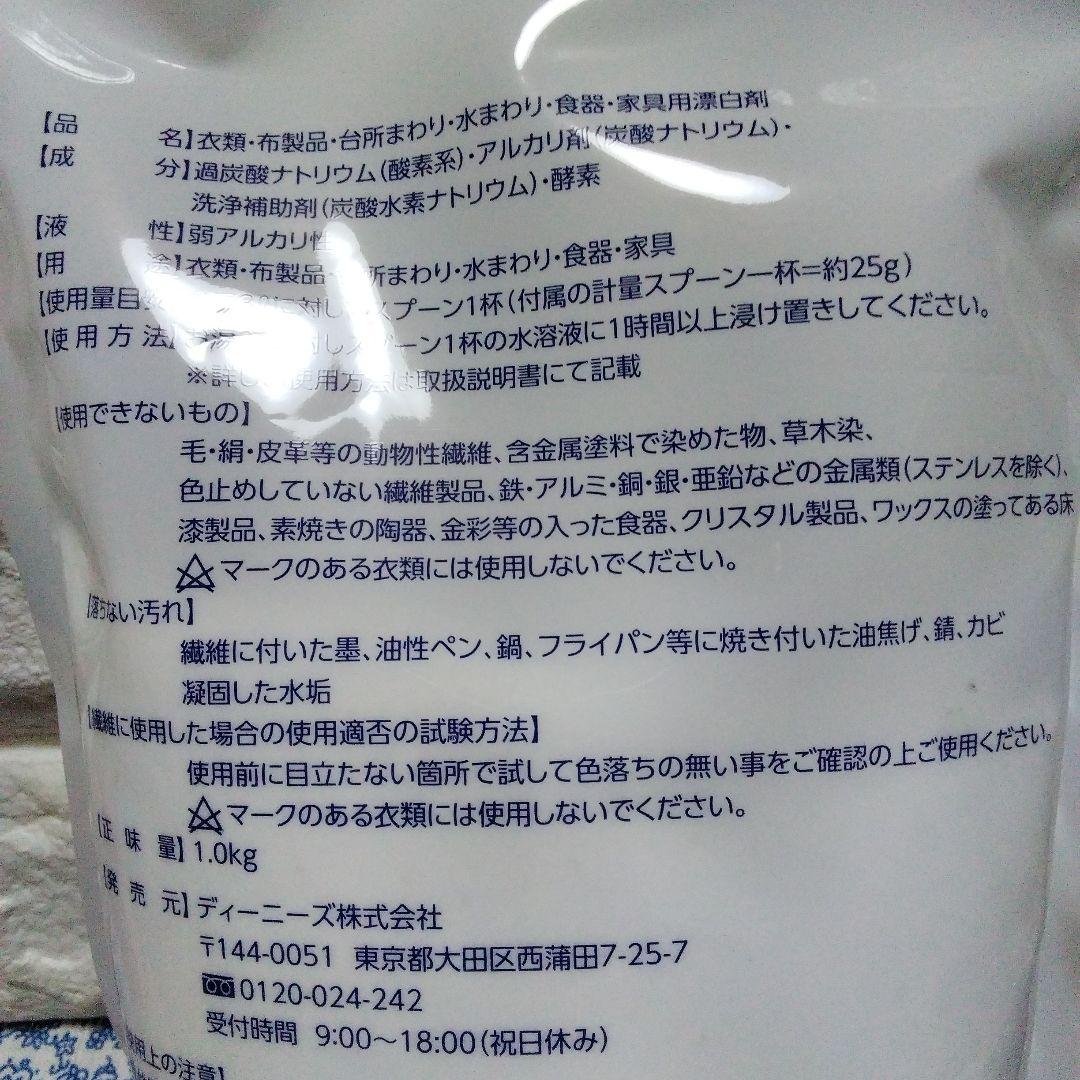 【品　名】衣類・布製品・台所まわり・水まわり・食器・家具用漂白剤
【成　分】過炭酸ナトリウム(酸素系)・アルカリ剤(炭酸ナトリウム)・
洗浄補助剤(炭酸水素ナトリウム)・酵素
【液　性】弱アルカリ性
【用　途】衣類・布製品・台所まわり・水まわり・食器・家具
【使用量目 に対し スプーン1杯(付属の計量スプーン一杯=約25g)
【使用方法】 対しスプーン1杯の水溶液に1時間以上浸け置きしてください。
※詳し 使用方法は取扱説明書にて記載
【使用できないもの】
毛・絹・皮革等の動物性繊維、含金属塗料で染めた物、草木染、
色止めしていない繊維製品、鉄・アルミ・銅・銀・亜鉛などの金属類(ステンレスを除く)、
漆製品、素焼きの陶器、金彩等の入った食器、クリスタル製品、ワックスの塗ってある床
マークのある衣類には使用しないでください。
【落ちない汚れ】
繊維に付いた墨、油性ペン、鍋、フライパン等に焼き付いた油焦げ、錆、カビ
凝固した水垢
【繊維に使用した場合の使用適否の試験方法】
使用前に目立たない箇所で試して色落ちの無い事をご確認の上ご使用ください。
マークのある衣類には使用しないでください。
【正味量】1.0kg
【発売元】ディーニーズ株式会社
〒144-0051 東京都大田区西蒲田7-25-7
0120-024-242
受付時間 9:00〜18:00(祝日休み)
使用上の注意】